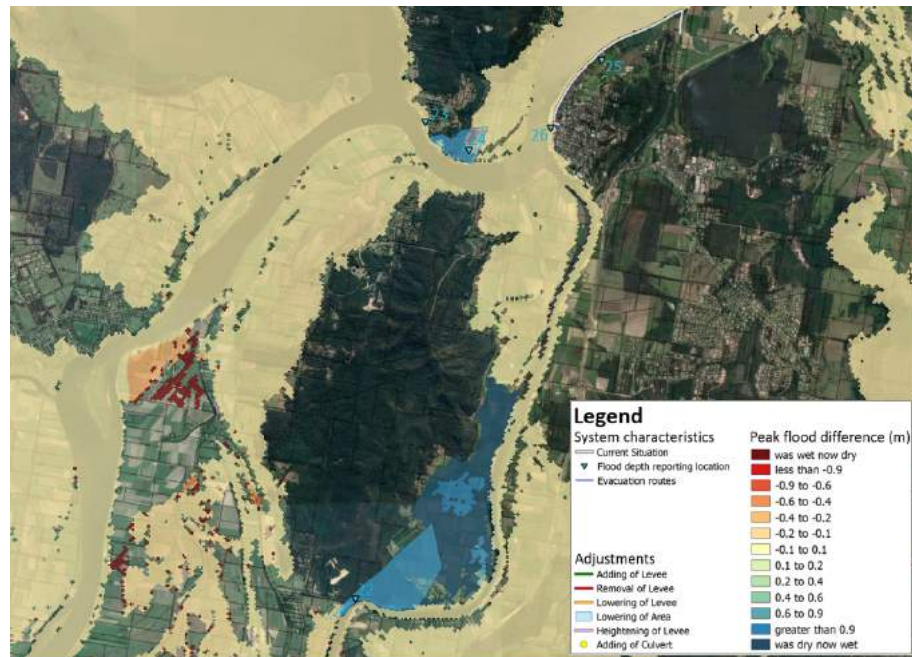 25
26
Legend
System characteristics
Current Situation
Flood depth reporting location
Evacuation routes
Adjustments
Adding of Levee
Removal of Levee
Lowering of Levee
Lowering of Area
Heightening of Levee
Adding of Culvert
Peak flood difference (m)
was wet now dry
less than -0.9
-0.9 to -0.6
-0.6 to -0.4
-0.4 to -0.2
-0.2 to -0.1
-0.1 to 0.1
0.1 to 0.2
0.2 to 0.4
0.4 to 0.6
0.6 to 0.9
greater than 0.9
was dry now wet